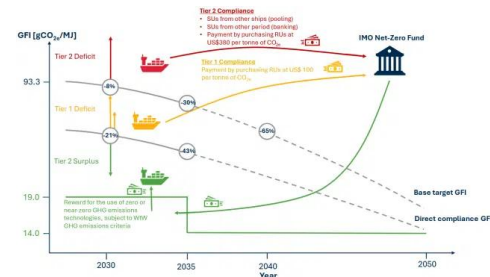 GFI [gCO₂ₑ/MJ]
Tier 2 Compliance
• SUs from other ships (pooling)
• SUs from other period (banking)
• Payment by purchasing RUs at
US$380 per tonne of CO₂ₑ
IMO Net-Zero Fund
Tier 2 Deficit
Tier 1 Compliance
Payment by purchasing RUs at US$ 100
per tonne of CO₂ₑ
93.3
-8%
-30%
Tier 1 Deficit
-21%
-65%
-43%
Tier 2 Surplus
Base target GFI
19.0
Reward for the use of zero or
near zero GHG emissions
technologies, subject to WtW
GHG emissions criteria
Direct compliance GF
14.0
2030
2035
2040
2050
Year